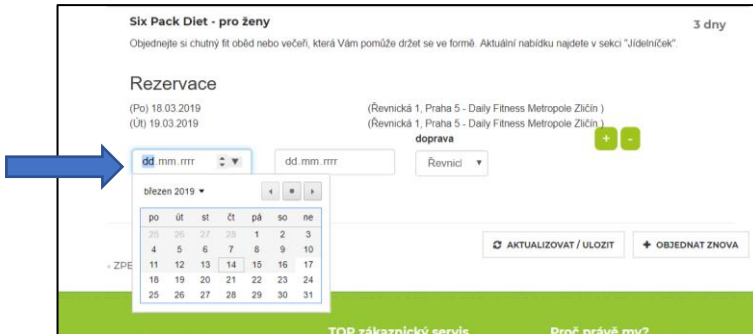 Six Pack Diet - pro ženy
3 dny
Objednejte si chutný fit oběd nebo večeři, která Vám pomůže držet se ve formě. Aktuální nabídku najdete v sekci "Jídelníček".
Rezervace
(Po) 18.03.2019 (Řevnická 1, Praha 5 - Daily Fitness Metropole Zličín )
(Út) 19.03.2019 (Řevnická 1, Praha 5 - Daily Fitness Metropole Zličín )
doprava
+ -
dd.mm.rrrr dd.mm.rrrr Řevnicl
březen 2019
po út st čt pá so ne
25 26 27 28 1 2 3
4 5 6 7 8 9 10
11 12 13 14 15 16 17
18 19 20 21 22 23 24
25 26 27 28 29 30 31
AKTUALIZOVAT / ULOZIT + OBJEDNAT ZNOVA
‹ ZPE
TOP zákaznický servis Proč právě my?